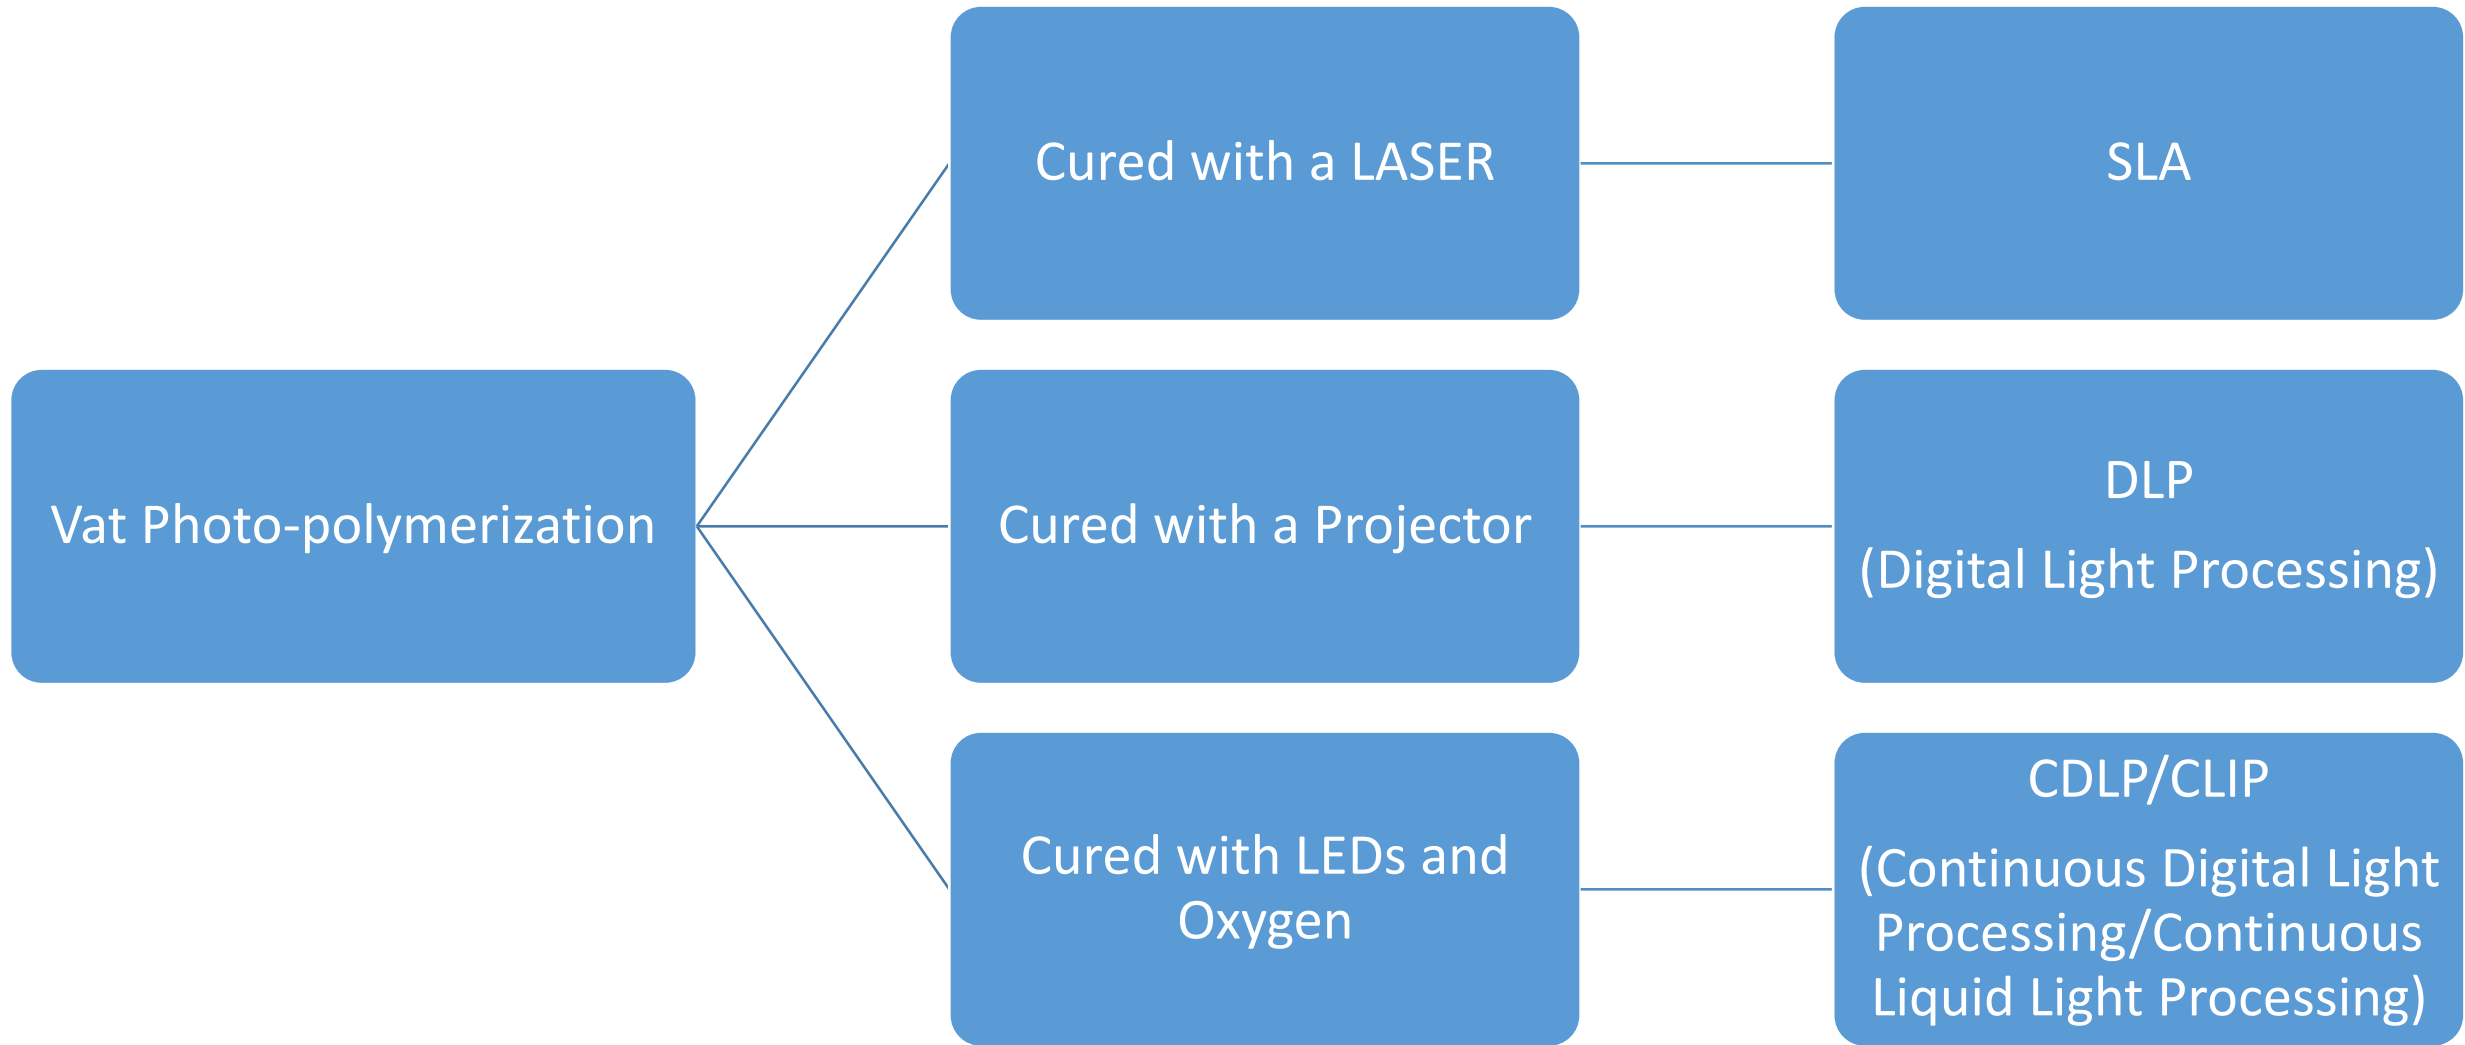 Cured with a LASER
SLA
Vat Photo-polymerization
Cured with a Projector
DLP
(Digital Light Processing)
Cured with LEDs and
Oxygen
CDLP/CLIP
(Continuous Digital Light
Processing/Continuous
Liquid Light Processing)